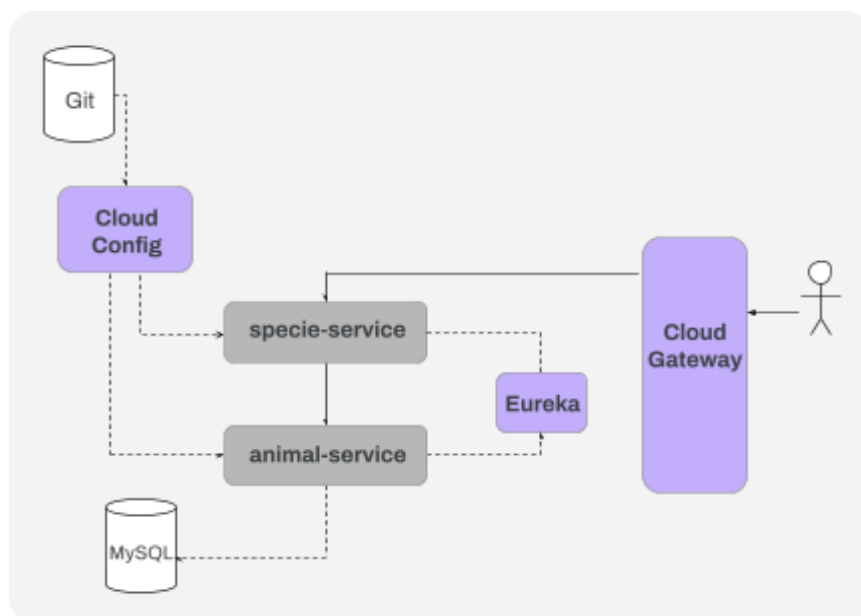 Git
Cloud
Config
specie-service
Cloud
Gateway
Eureka
animal-service
MySQL